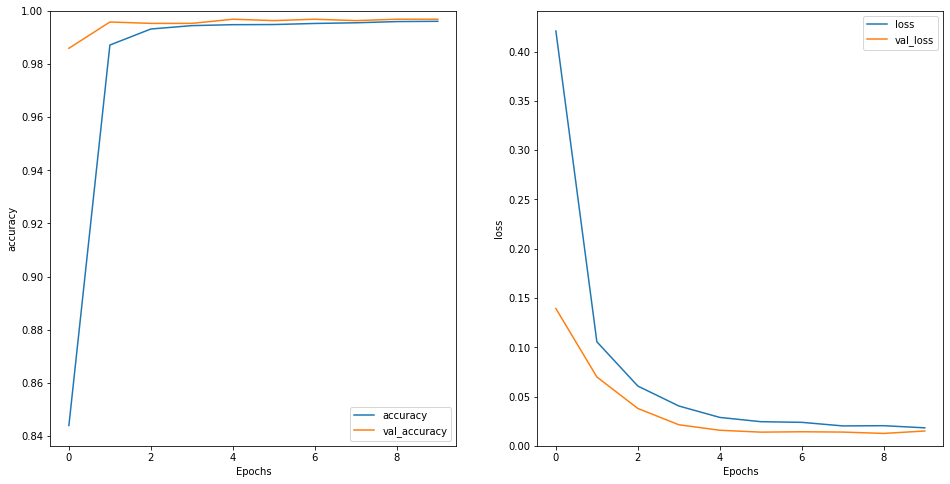 1.00
0.98
0.96
0.94
0.92
0.90
0.88
0.86
0.84
accuracy
0 2 4 6 8
Epochs
accuracy
val_accuracy
0.40
0.35
0.30
0.25
0.20
0.15
0.10
0.05
0.00
loss
0 2 4 6 8
Epochs
loss
val_loss